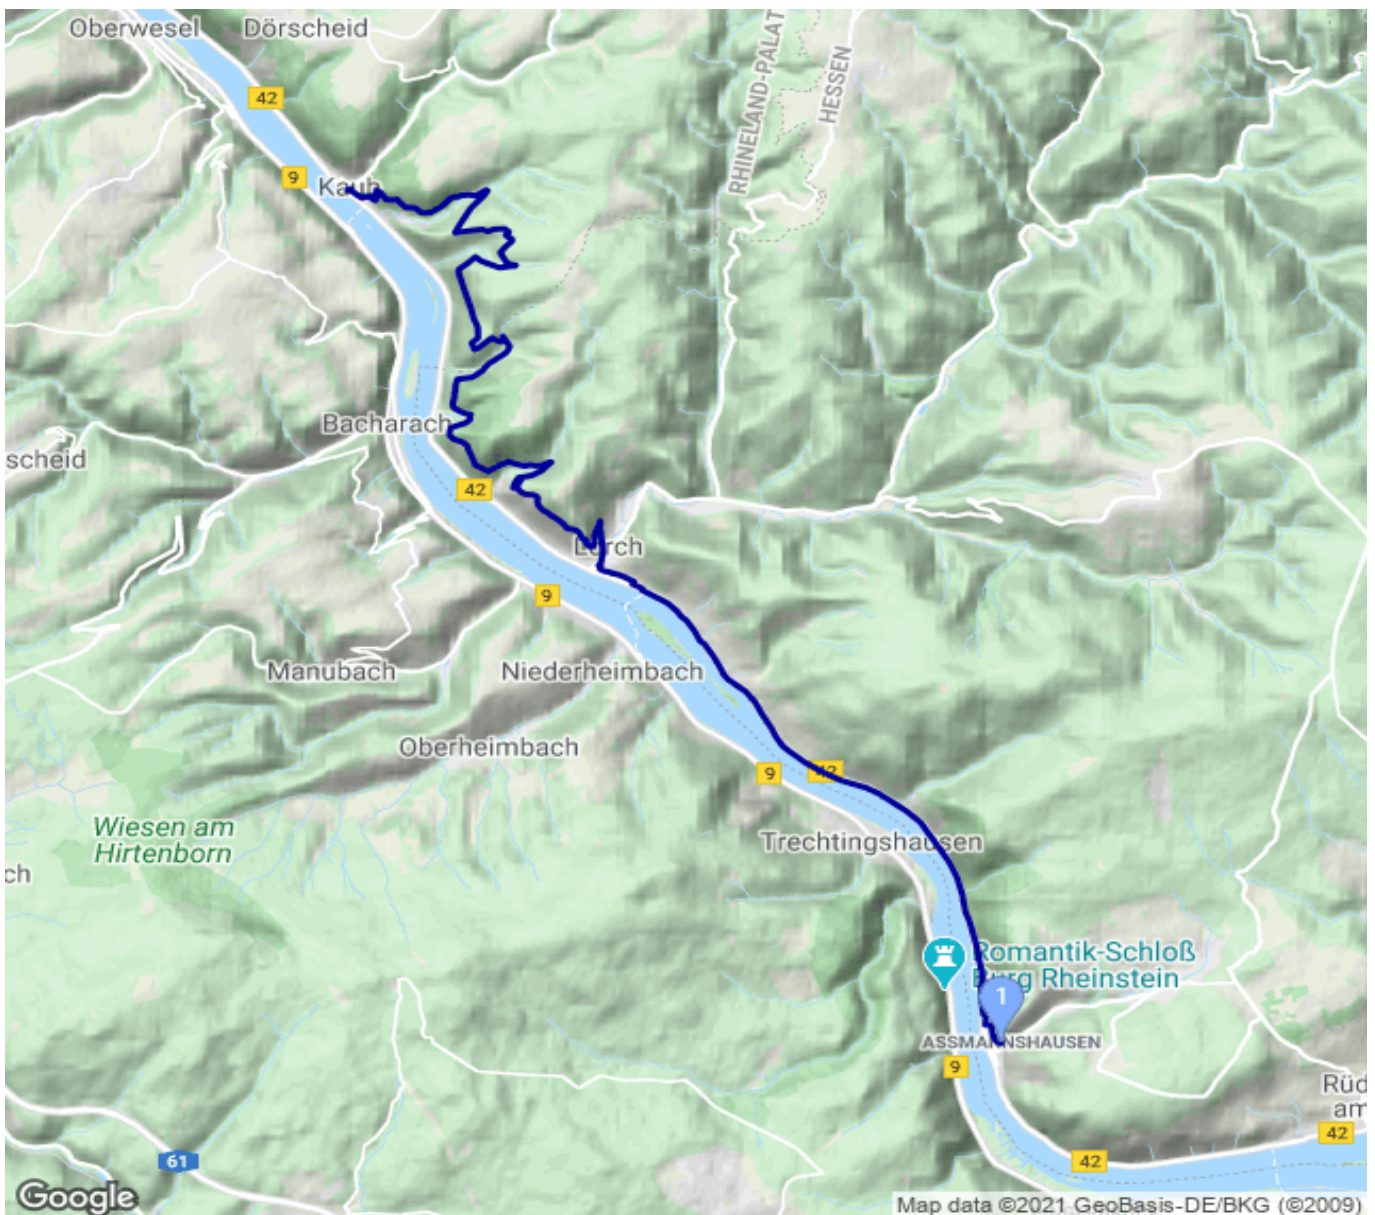 Oberwesel
Dörscheid
RHINELAND-PALAT
HESSEN
42
9
Kaub
Bacharach
scheid
42
Lorch
9
Manubach
Niederheimbach
Oberheimbach
9
42
Wiesen am
Hirtenborn
Trechtingshausen
ch
Romantik-Schloß
Burg Rheinstein
1
ASSMANNSHAUSEN
9
Rüd
am
42
61
42
Google
Map data ©2021 GeoBasis-DE/BKG (©2009)